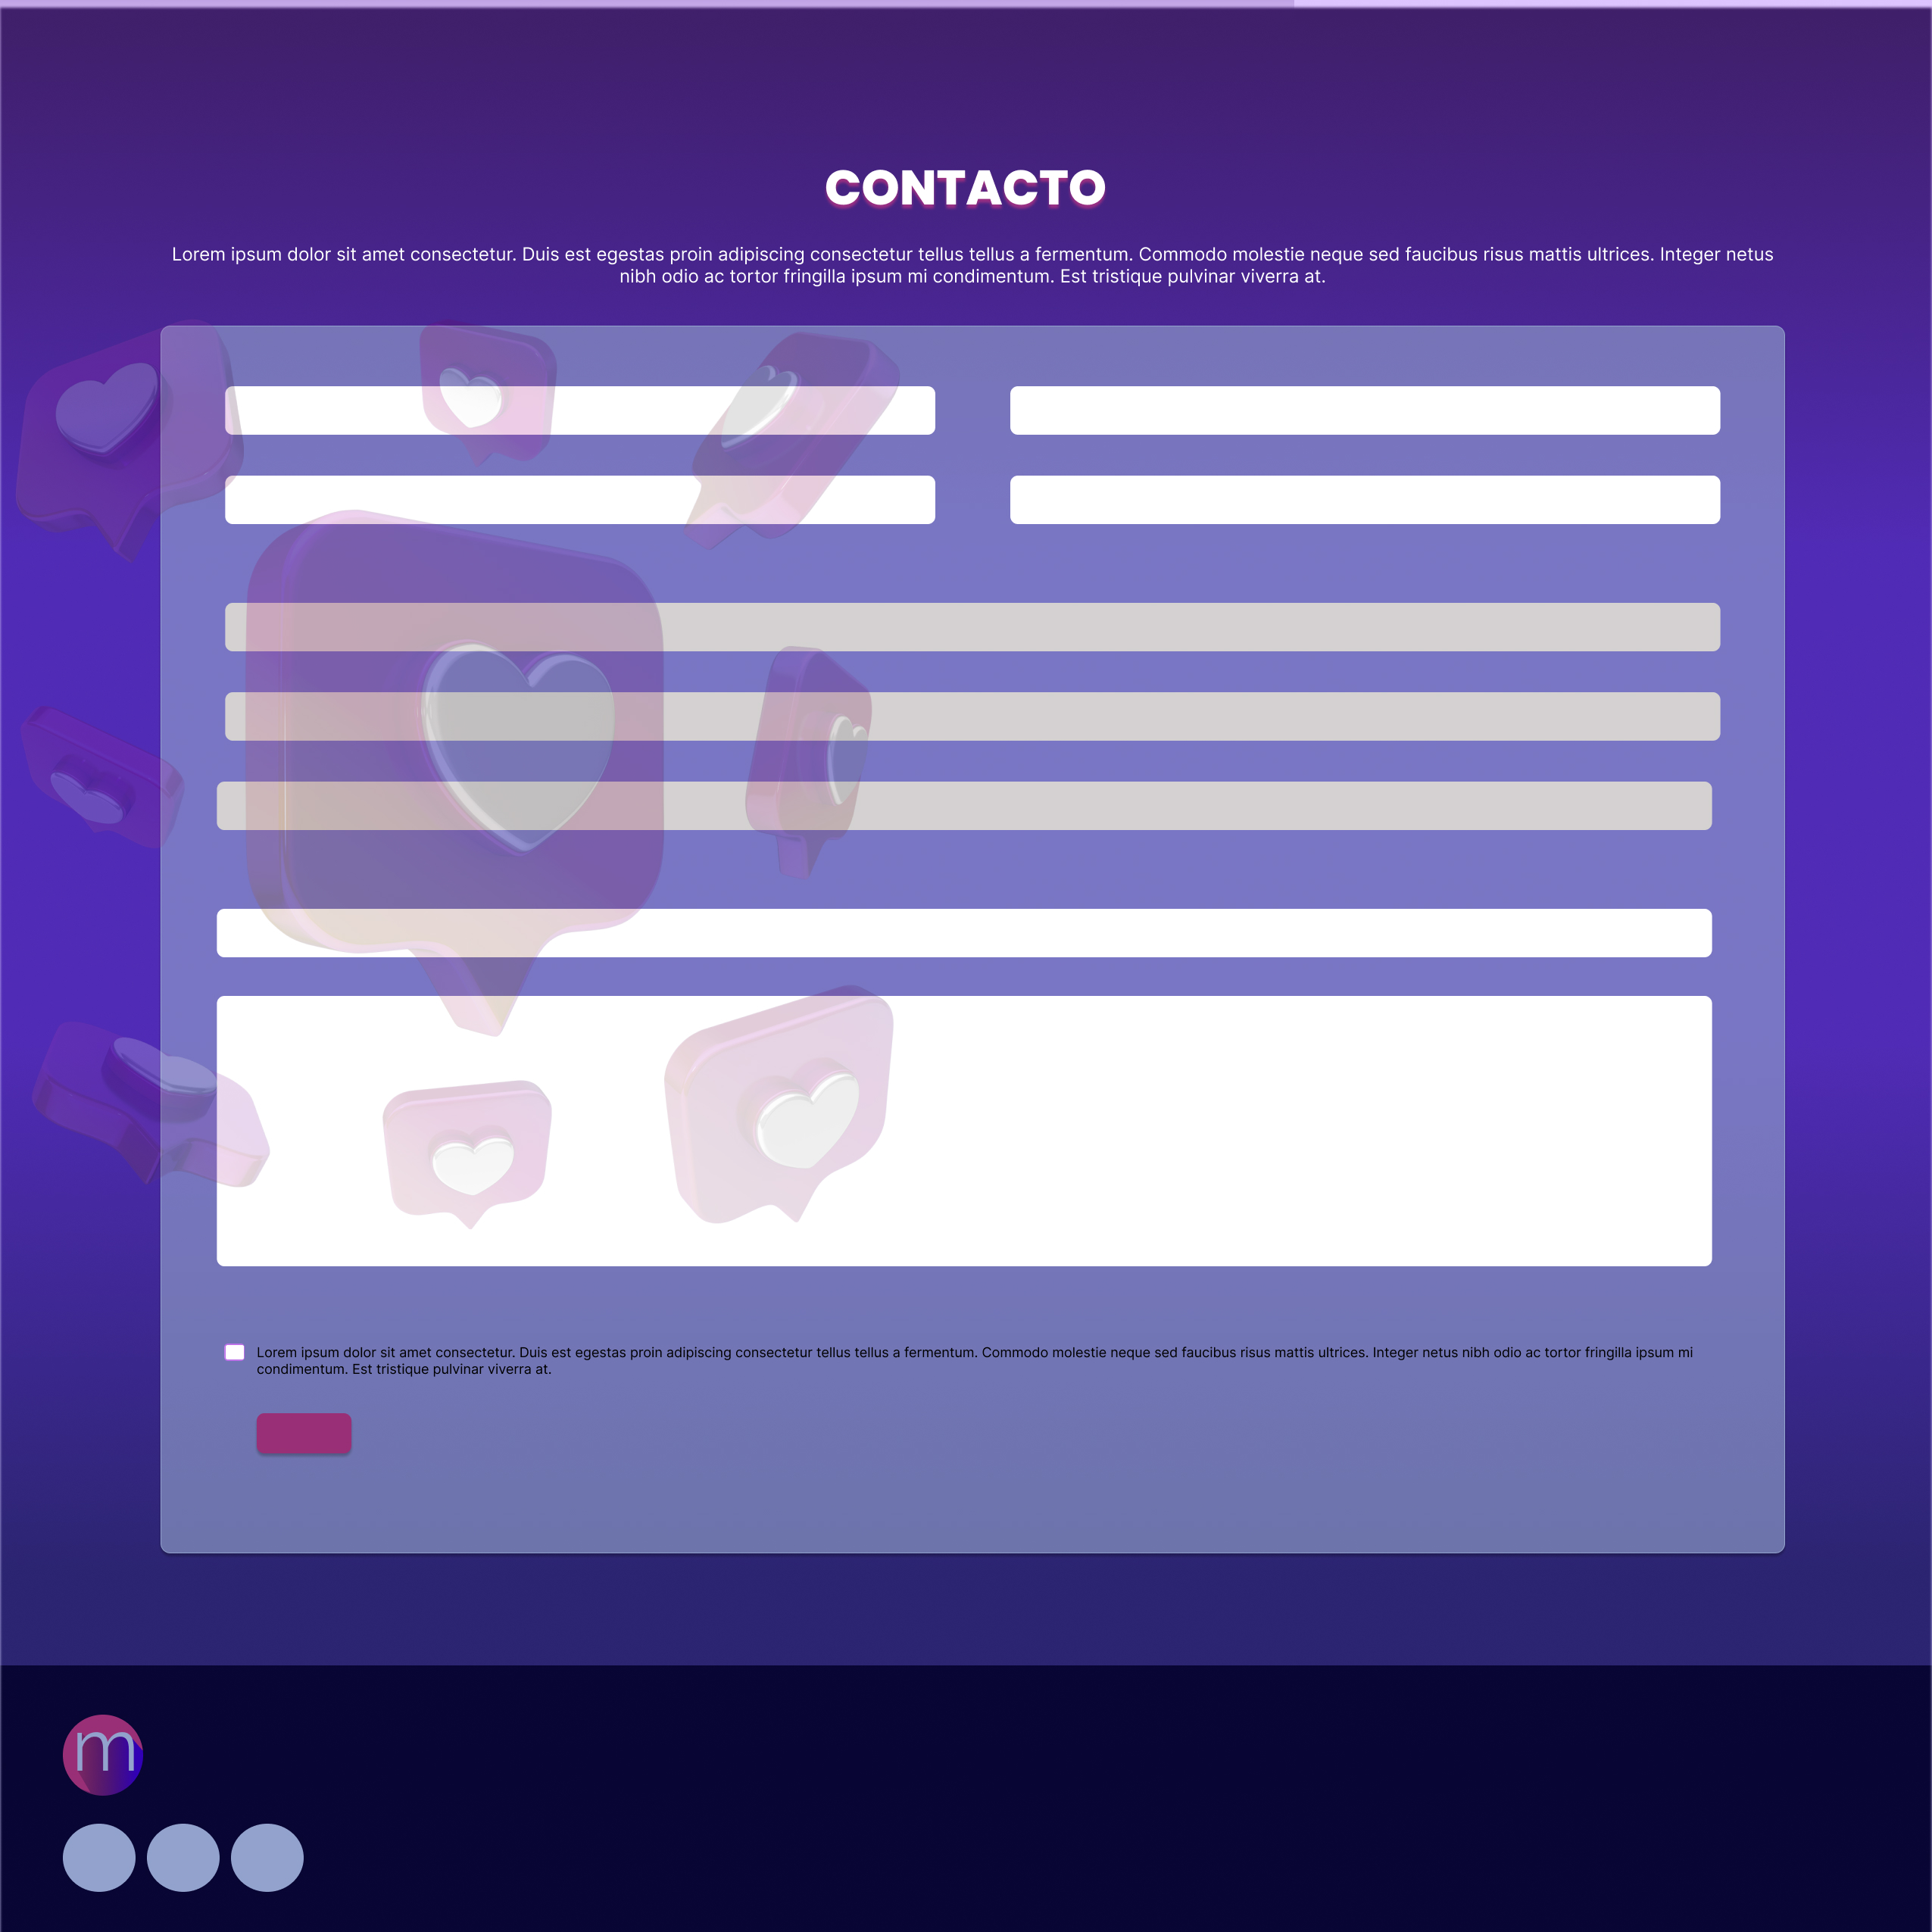 CONTACTO
Lorem ipsum dolor sit amet consectetur. Duis est egestas proin adipiscing consectetur tellus tellus a fermentum. Commodo molestie neque sed faucibus risus mattis ultrices. Integer netus
nibh odio ac tortor fringilla ipsum mi condimentum. Est tristique pulvinar viverra at.
Lorem ipsum dolor sit amet consectetur. Duis est egestas proin adipiscing consectetur tellus tellus a fermentum. Commodo molestie neque sed faucibus risus mattis ultrices. Integer netus nibh odio ac tortor fringilla ipsum mi
condimentum. Est tristique pulvinar viverra at.
m